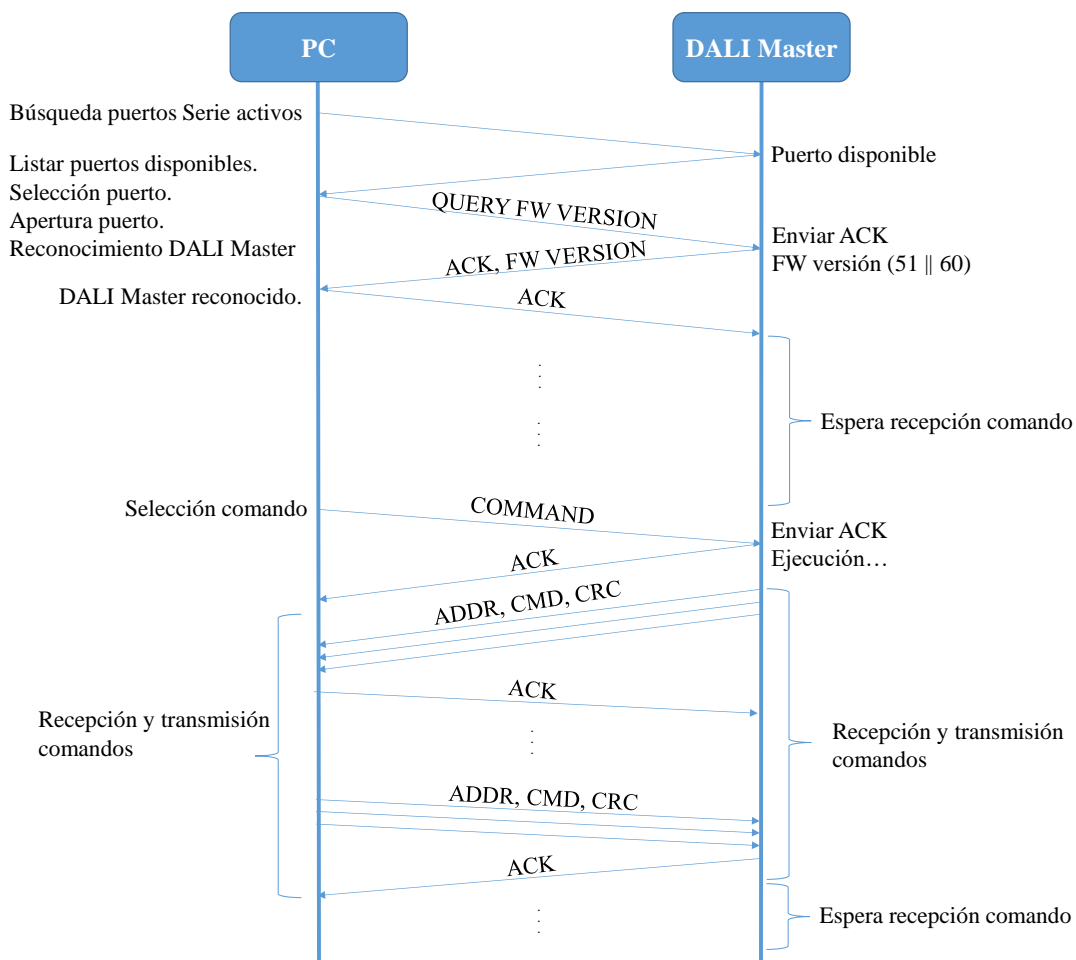 PC
DALI Master
Búsqueda puertos Serie activos
Puerto disponible
Listar puertos disponibles.
Selección puerto.
Apertura puerto.
Reconocimiento DALI Master
QUERY FW VERSION
Enviar ACK
FW versión (51 || 60)
ACK, FW VERSION
DALI Master reconocido.
ACK
Espera recepción comando
Selección comando
COMMAND
Enviar ACK
Ejecución…
ACK
ADDR, CMD, CRC
ACK
Recepción y transmisión
comandos
Recepción y transmisión
comandos
ADDR, CMD, CRC
ACK
Espera recepción comando